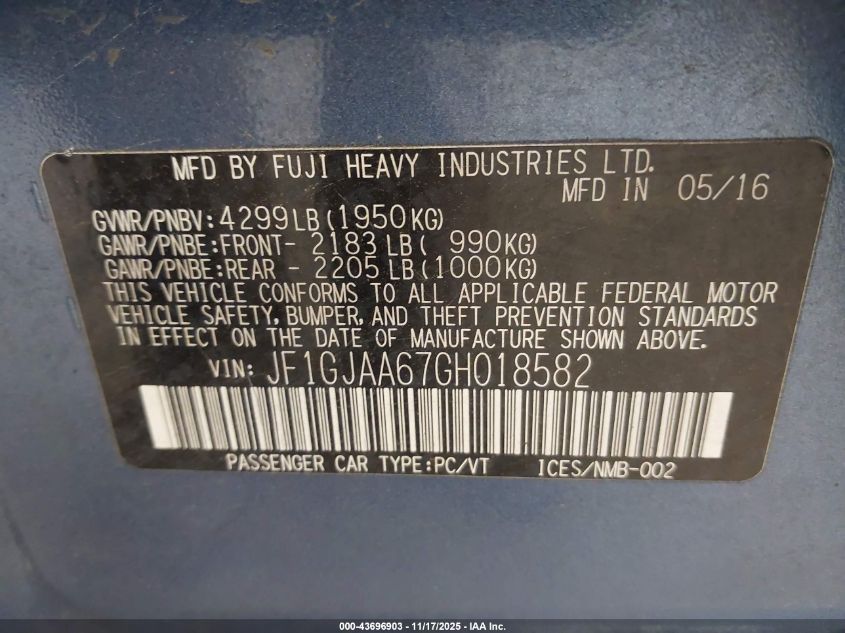 MFD BY FUJI HEAVY INDUSTRIES LTD.
MFD IN 05/16
GVWR/PNBV: 4299LB (1950KG)
GAWR/PNBE: FRONT- 2183 LB ( 990KG)
GAWR/PNBE: REAR - 2205 LB (1000KG)
THIS VEHICLE CONFORMS TO ALL APPLICABLE FEDERAL MOTOR
VEHICLE SAFETY, BUMPER, AND THEFT PREVENTION STANDARDS
IN EFFECT ON THE DATE OF MANUFACTURE SHOWN ABOVE.
VIN: JF1GJAA67GH018582
PASSENGER CAR TYPE: PC/VT ICES/NMB-002
000-43696903 - 11/17/2025 - IAA Inc.